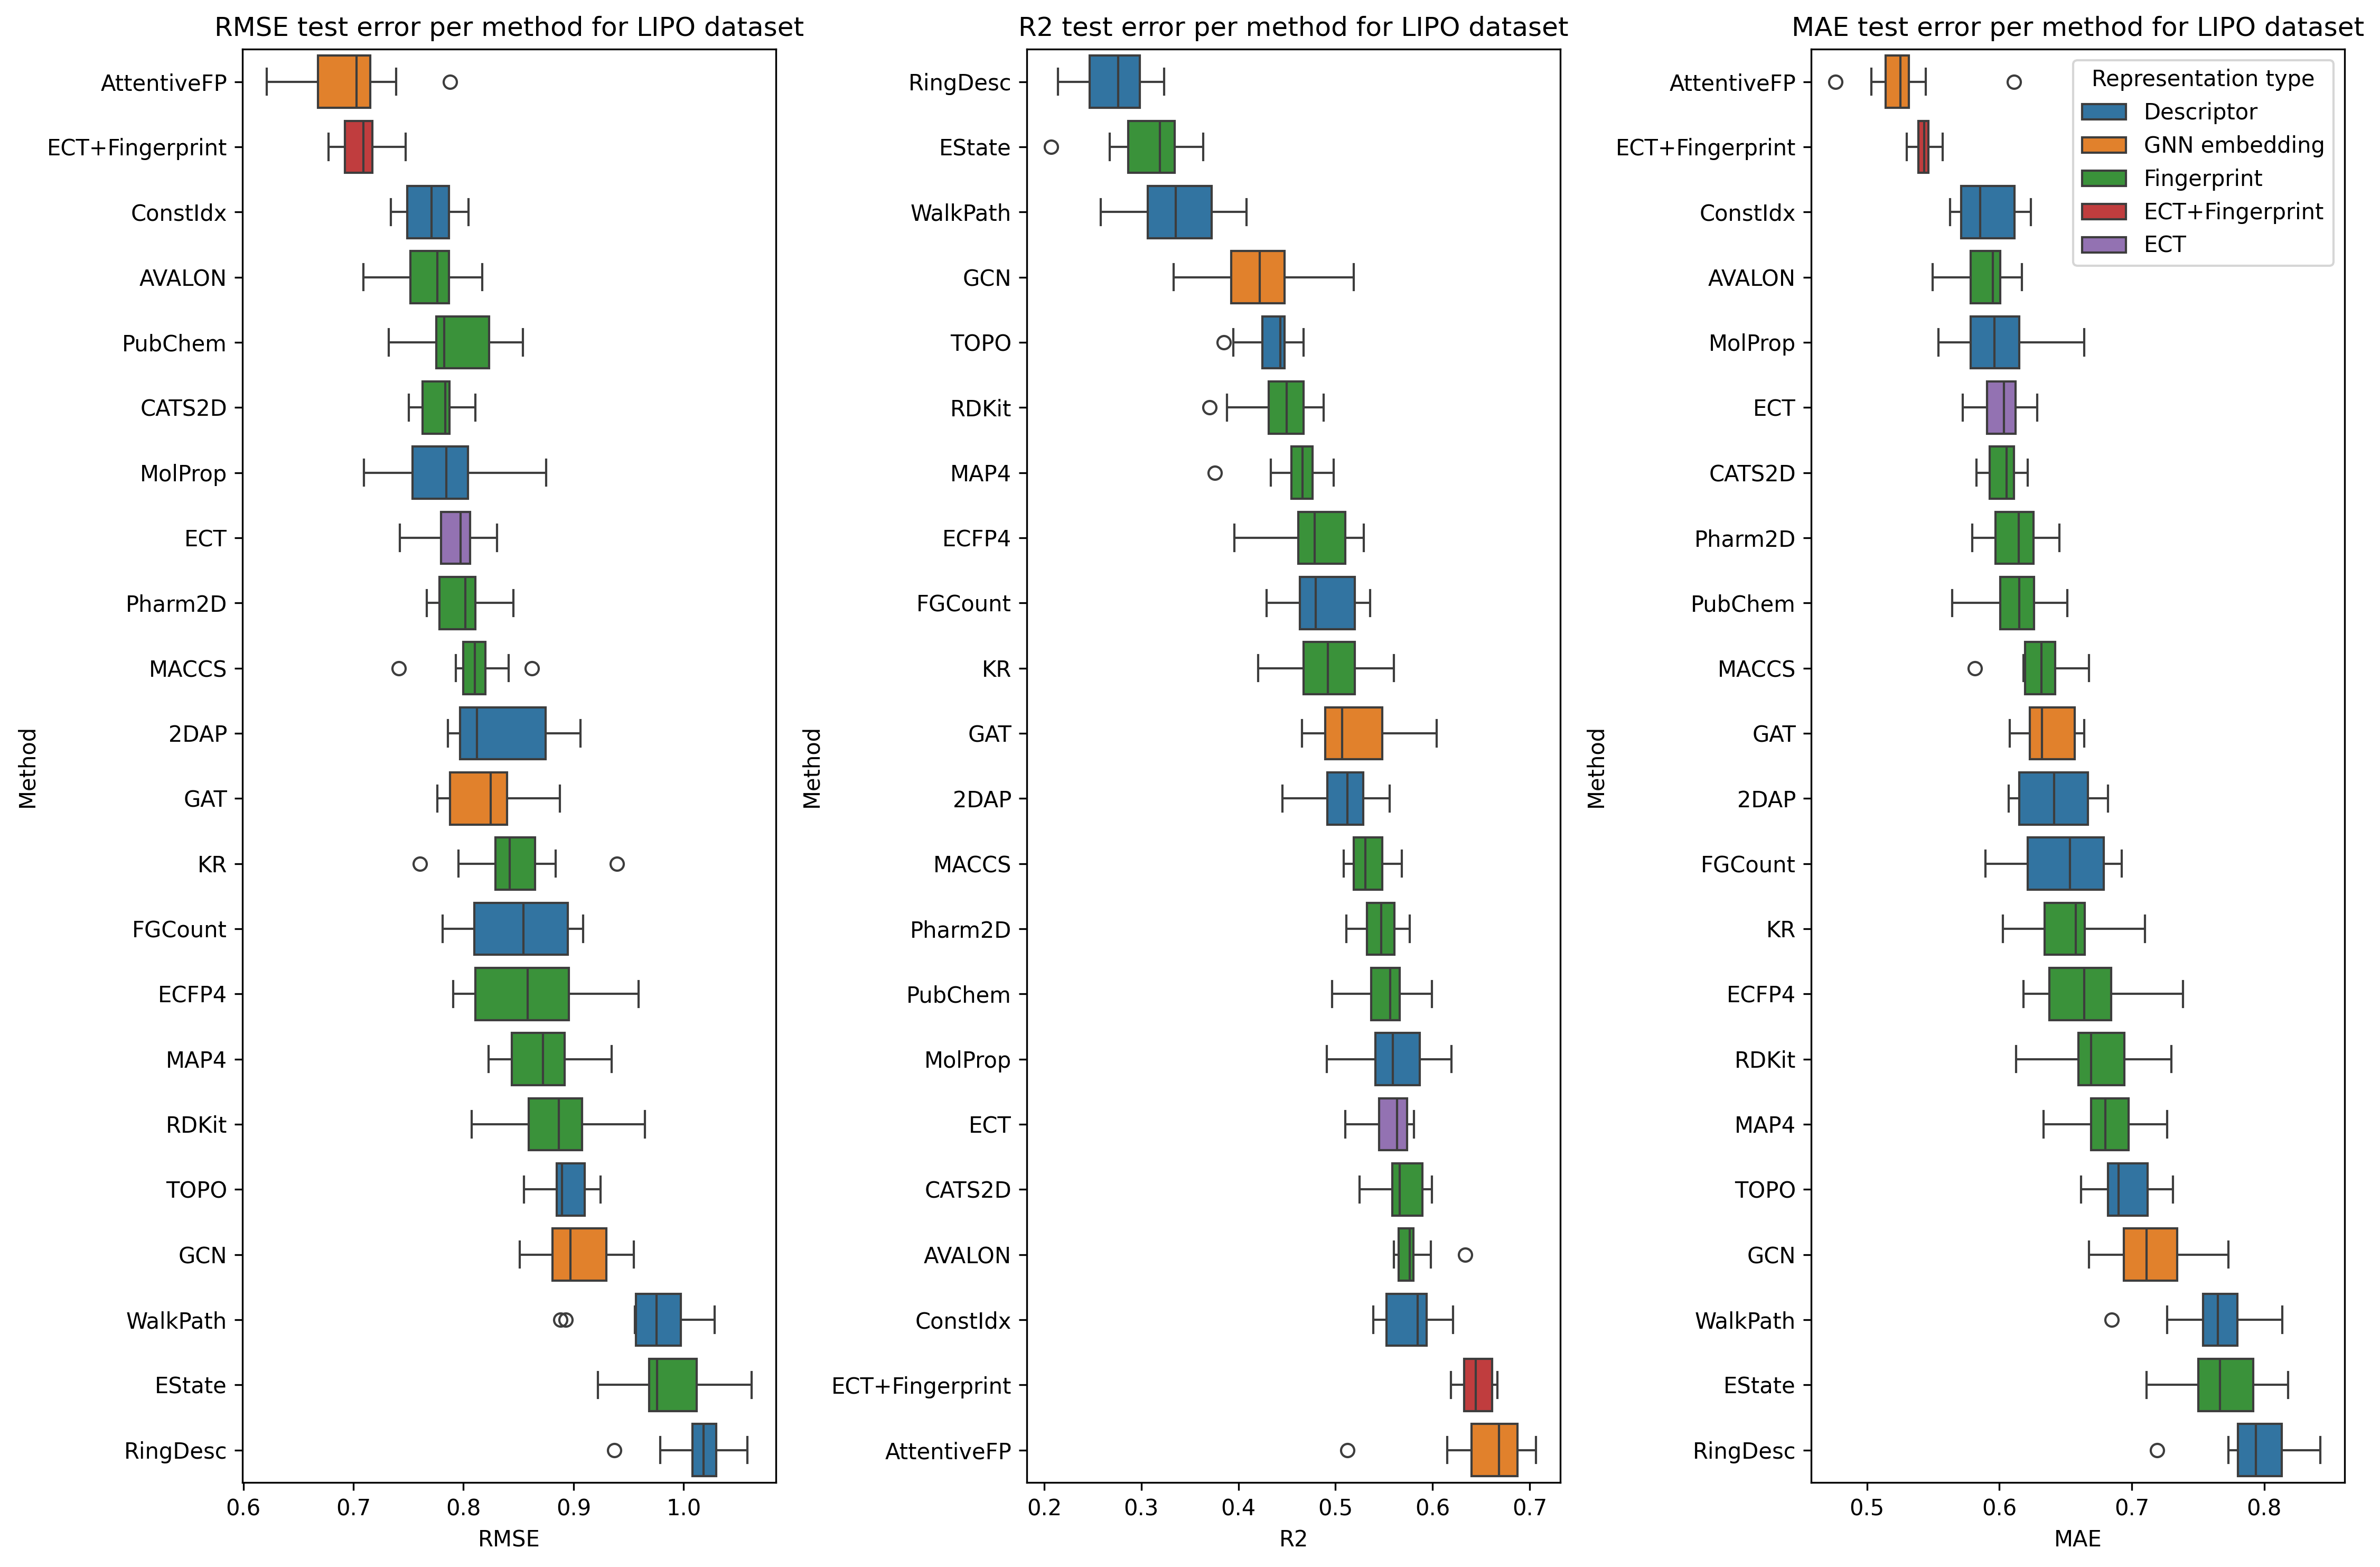 RMSE test error per method for LIPO dataset
Method
AttentiveFP
ECT+Fingerprint
ConstIdx
AVALON
PubChem
CATS2D
MolProp
ECT
Pharm2D
MACCS
2DAP
GAT
KR
FGCount
ECFP4
MAP4
RDKit
TOPO
GCN
WalkPath
EState
RingDesc
0.6 0.7 0.8 0.9 1.0
RMSE
R2 test error per method for LIPO dataset
Method
RingDesc
EState
WalkPath
GCN
TOPO
RDKit
MAP4
ECFP4
FGCount
KR
GAT
2DAP
MACCS
Pharm2D
PubChem
MolProp
ECT
CATS2D
AVALON
ConstIdx
ECT+Fingerprint
AttentiveFP
0.2 0.3 0.4 0.5 0.6 0.7
R2
MAE test error per method for LIPO dataset
Method
AttentiveFP
ECT+Fingerprint
ConstIdx
AVALON
MolProp
ECT
CATS2D
Pharm2D
PubChem
MACCS
GAT
2DAP
FGCount
KR
ECFP4
RDKit
MAP4
TOPO
GCN
WalkPath
EState
RingDesc
0.5 0.6 0.7 0.8
MAE
Representation type
Descriptor
GNN embedding
Fingerprint
ECT+Fingerprint
ECT